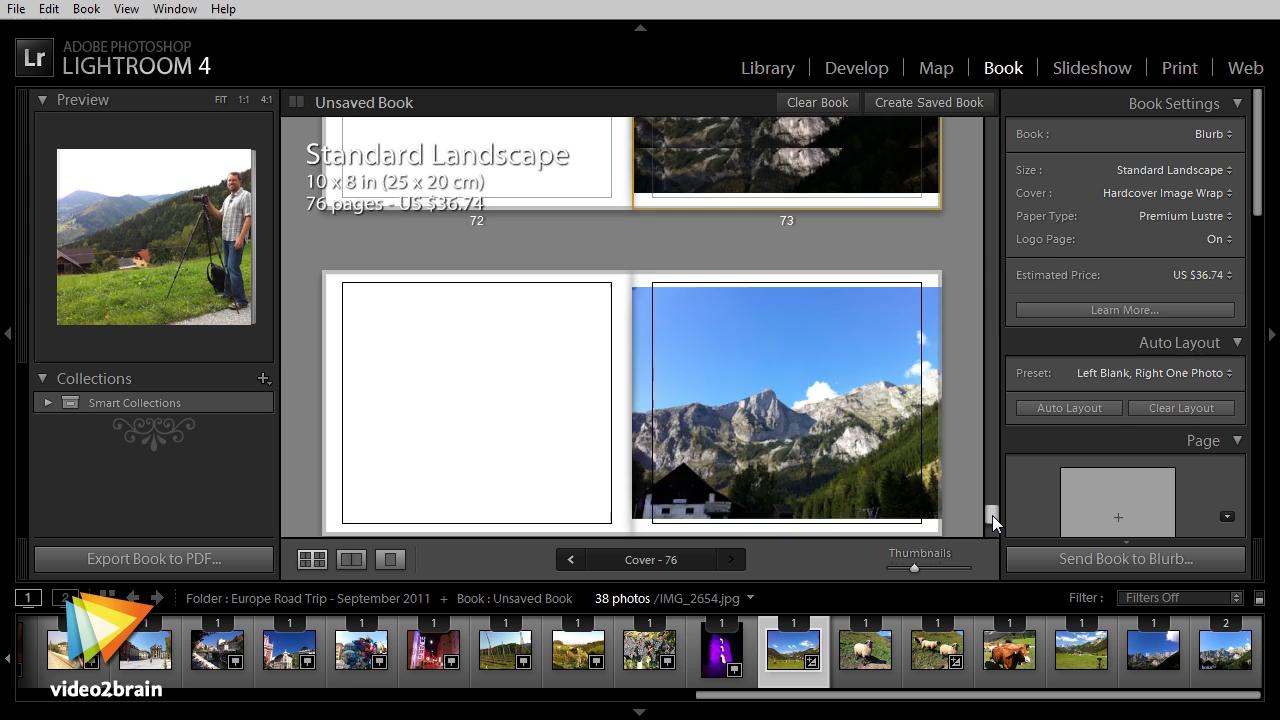 File Edit Book View Window Help
Lr
ADOBE PHOTOSHOP
LIGHTROOM 4
Library | Develop | Map | Book | Slideshow | Print | Web
Preview FIT 1:1 4:1
Unsaved Book Clear Book Create Saved Book
Book Settings
Book : Blurb
Size : Standard Landscape
Cover : Hardcover Image Wrap
Paper Type: Premium Lustre
Logo Page: On
Estimated Price: US $36.74
Learn More...
Standard Landscape
10 x 8 in (25 x 20 cm)
76 pages - US $36.74
72 73
Auto Layout
Preset: Left Blank, Right One Photo
Auto Layout Clear Layout
Page
Collections
Smart Collections
Export Book to PDF...
Cover - 76
Thumbnails
Send Book to Blurb...
1 2 Folder : Europe Road Trip - September 2011 + Book : Unsaved Book 38 photos /IMG_2654.jpg Filter : Filters Off
1 1 1 1 1 1 1 1 1 1 1 1 1 1 1 2
video2brain